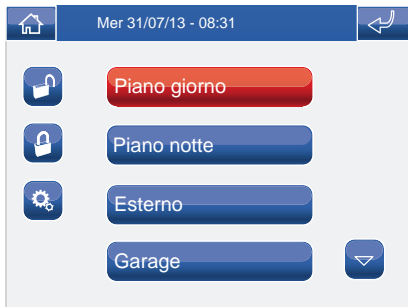 Mer 31/07/13 - 08:31
Piano giorno
Piano notte
Esterno
Garage